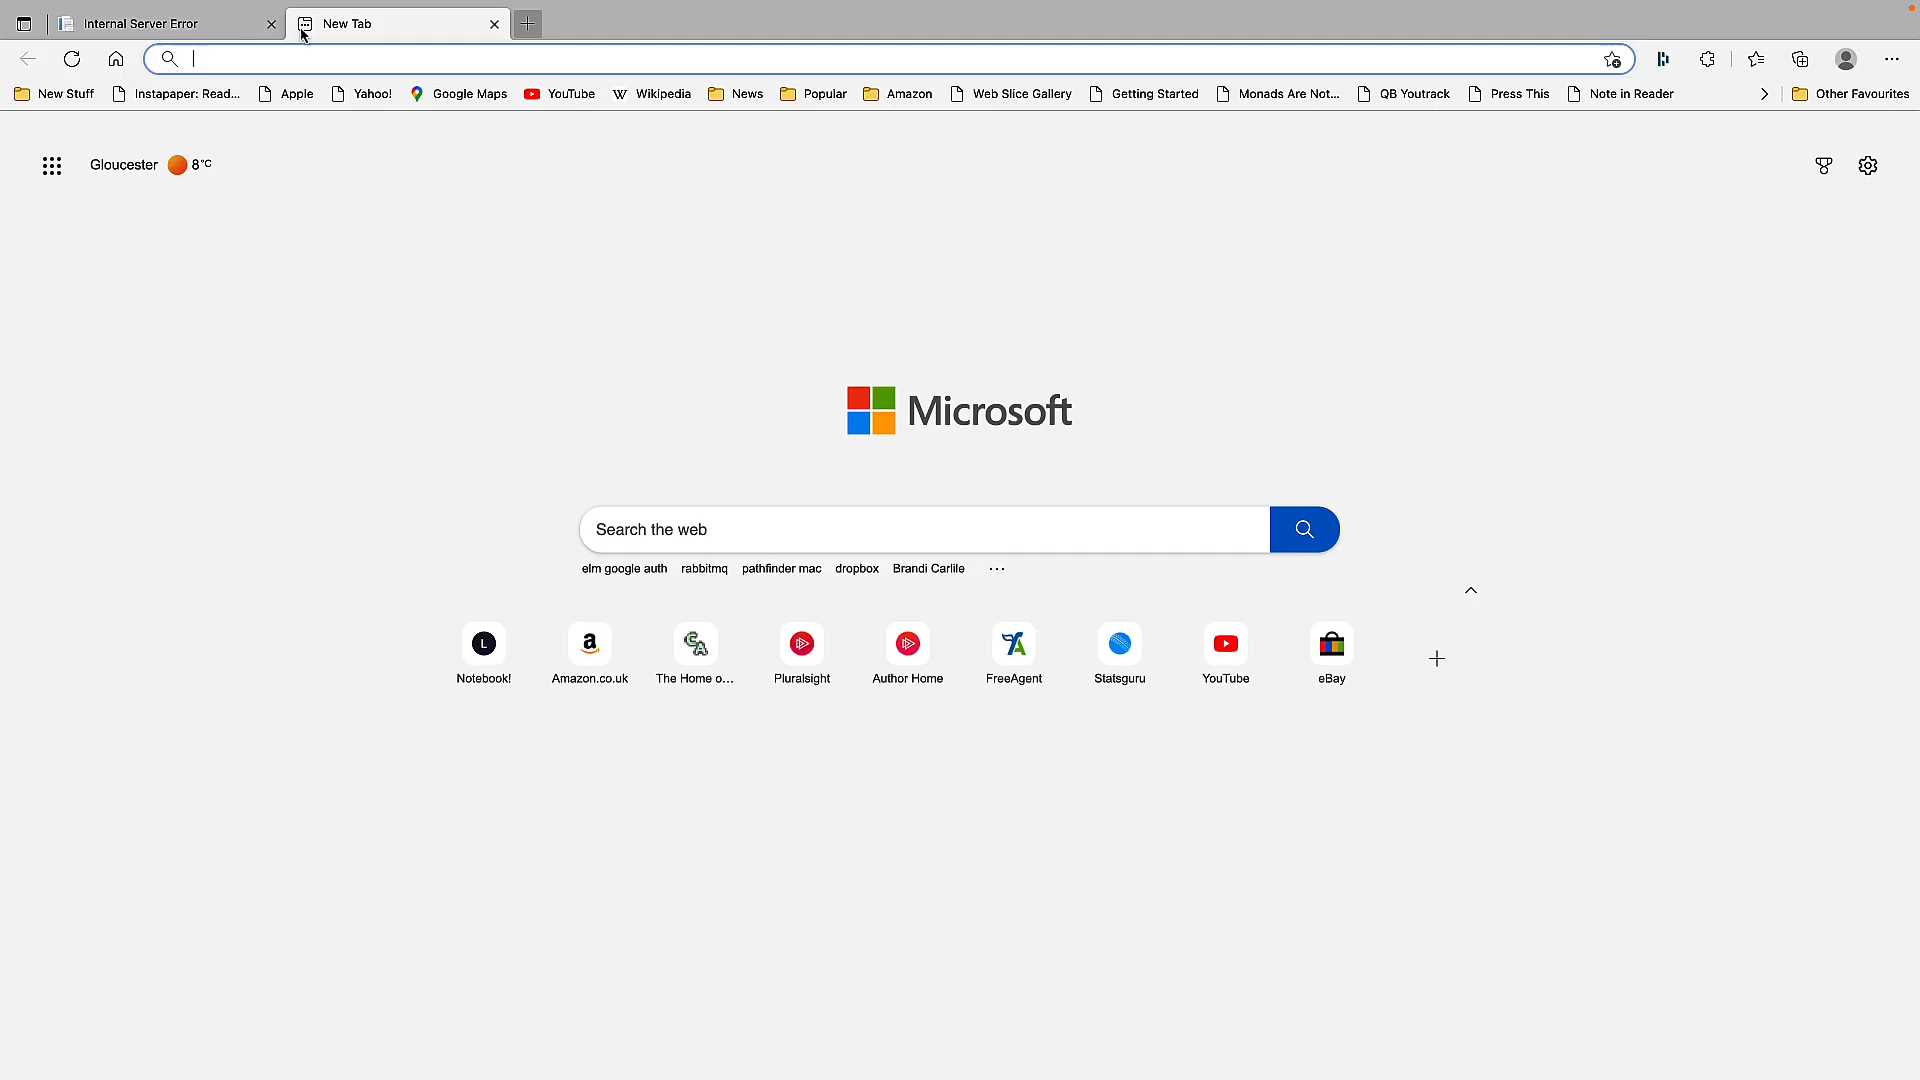 Internal Server Error
New Tab
New Stuff
Instapaper: Read...
Apple
Yahoo!
Google Maps
YouTube
Wikipedia
News
Popular
Amazon
Web Slice Gallery
Getting Started
Monads Are Not...
QB Youtrack
Press This
Note in Reader
Other Favourites
Gloucester 8°C
Microsoft
Search the web
elm google auth rabbitmq pathfinder mac dropbox Brandi Carlile ...
L
Notebook!
Amazon.co.uk
The Home o...
Pluralsight
Author Home
FreeAgent
Statsguru
YouTube
eBay